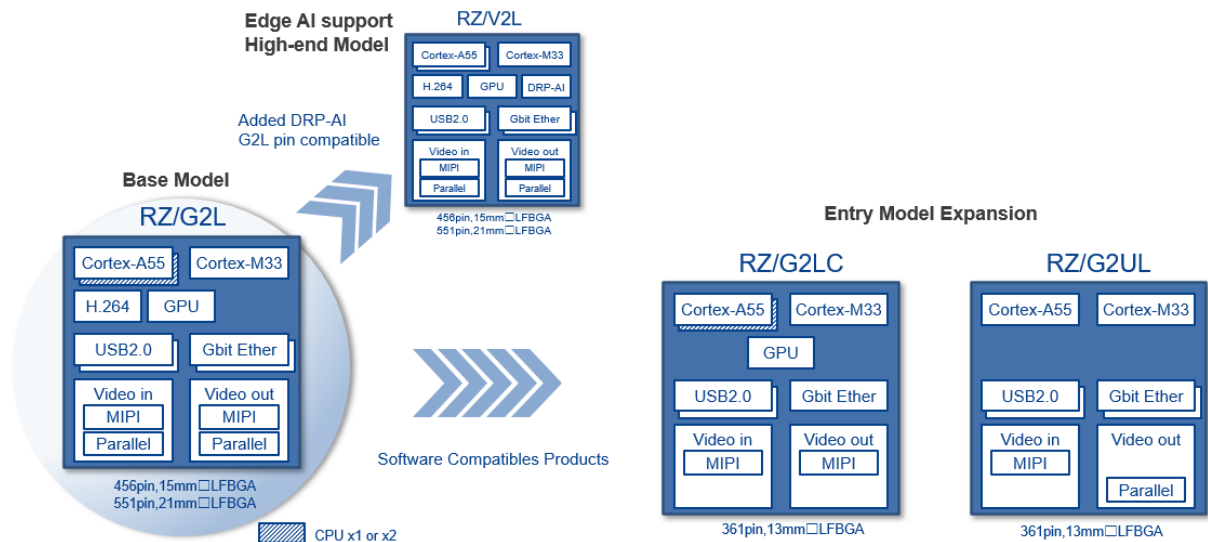 Edge AI support
High-end Model
RZ/V2L
Cortex-A55
Cortex-M33
H.264
GPU
DRP-AI
USB2.0
Gbit Ether
Video in
MIPI
Parallel
Video out
MIPI
Parallel
456pin,15mm□LFBGA
551pin,21mm□LFBGA
Added DRP-AI
G2L pin compatible
Base Model
RZ/G2L
Cortex-A55
Cortex-M33
H.264
GPU
USB2.0
Gbit Ether
Video in
MIPI
Parallel
Video out
MIPI
Parallel
456pin,15mm□LFBGA
551pin,21mm□LFBGA
CPU x1 or x2
Software Compatibles Products
Entry Model Expansion
RZ/G2LC
Cortex-A55
Cortex-M33
GPU
USB2.0
Gbit Ether
Video in
MIPI
Video out
MIPI
361pin,13mm□LFBGA
RZ/G2UL
Cortex-A55
Cortex-M33
USB2.0
Gbit Ether
Video in
MIPI
Video out
Parallel
361pin,13mm□LFBGA